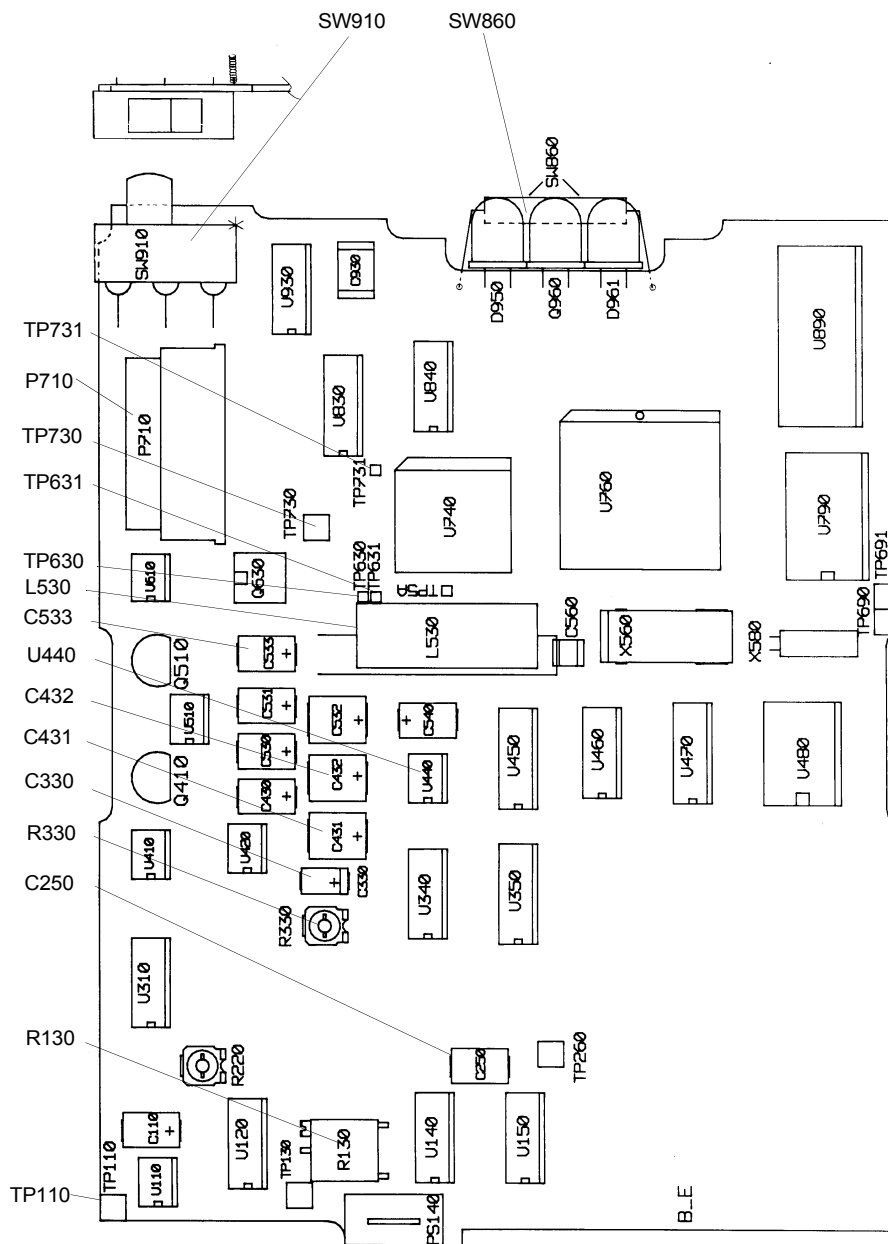 SW910
SW860
SW860
SW910
U930
C930
D950
Q960
D961
U890
TP731
P710
TP730
TP631
P710
U830
U840
TP731
TP730
U740
U760
U790
TP691
TP630
L530
C533
U440
C432
C431
C330
R330
C250
U610
Q630
TP630
TP631
TP5A
L530
C560
X560
X580
TP690
Q510
C533
U510
C531
C532
C540
C530
U450
U460
U470
U480
Q410
C432
U440
C430
C431
U410
U420
C330
U340
U350
R330
U310
R130
R220
C250
TP260
C110
U120
TP130
R130
U140
U150
TP110
U110
TP110
PS140
B_E